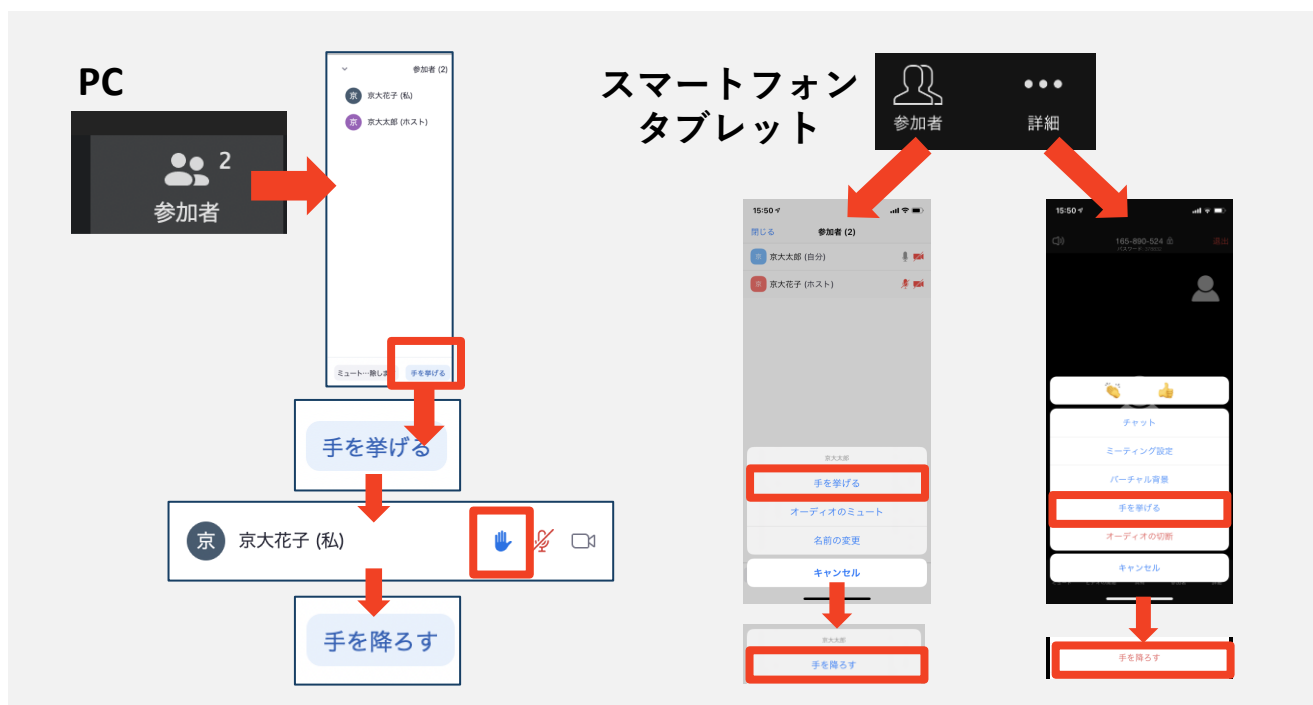 PC
2
参加者
参加者 (2)
京 京大花子 (私)
京 京大太郎 (ホスト)
手を挙げる
手を挙げる
京 京大花子 (私)
手を降ろす
スマートフォン
タブレット
参加者
詳細
15:50
閉じる 参加者 (2)
京大太郎 (自分)
京大花子 (ホスト)
京大太郎
手を挙げる
オーディオのミュート
名前の変更
キャンセル
京大太郎
手を降ろす
15:50
165-890-524
退出
チャット
ミーティング設定
バーチャル背景
手を挙げる
オーディオの切断
キャンセル
手を降ろす